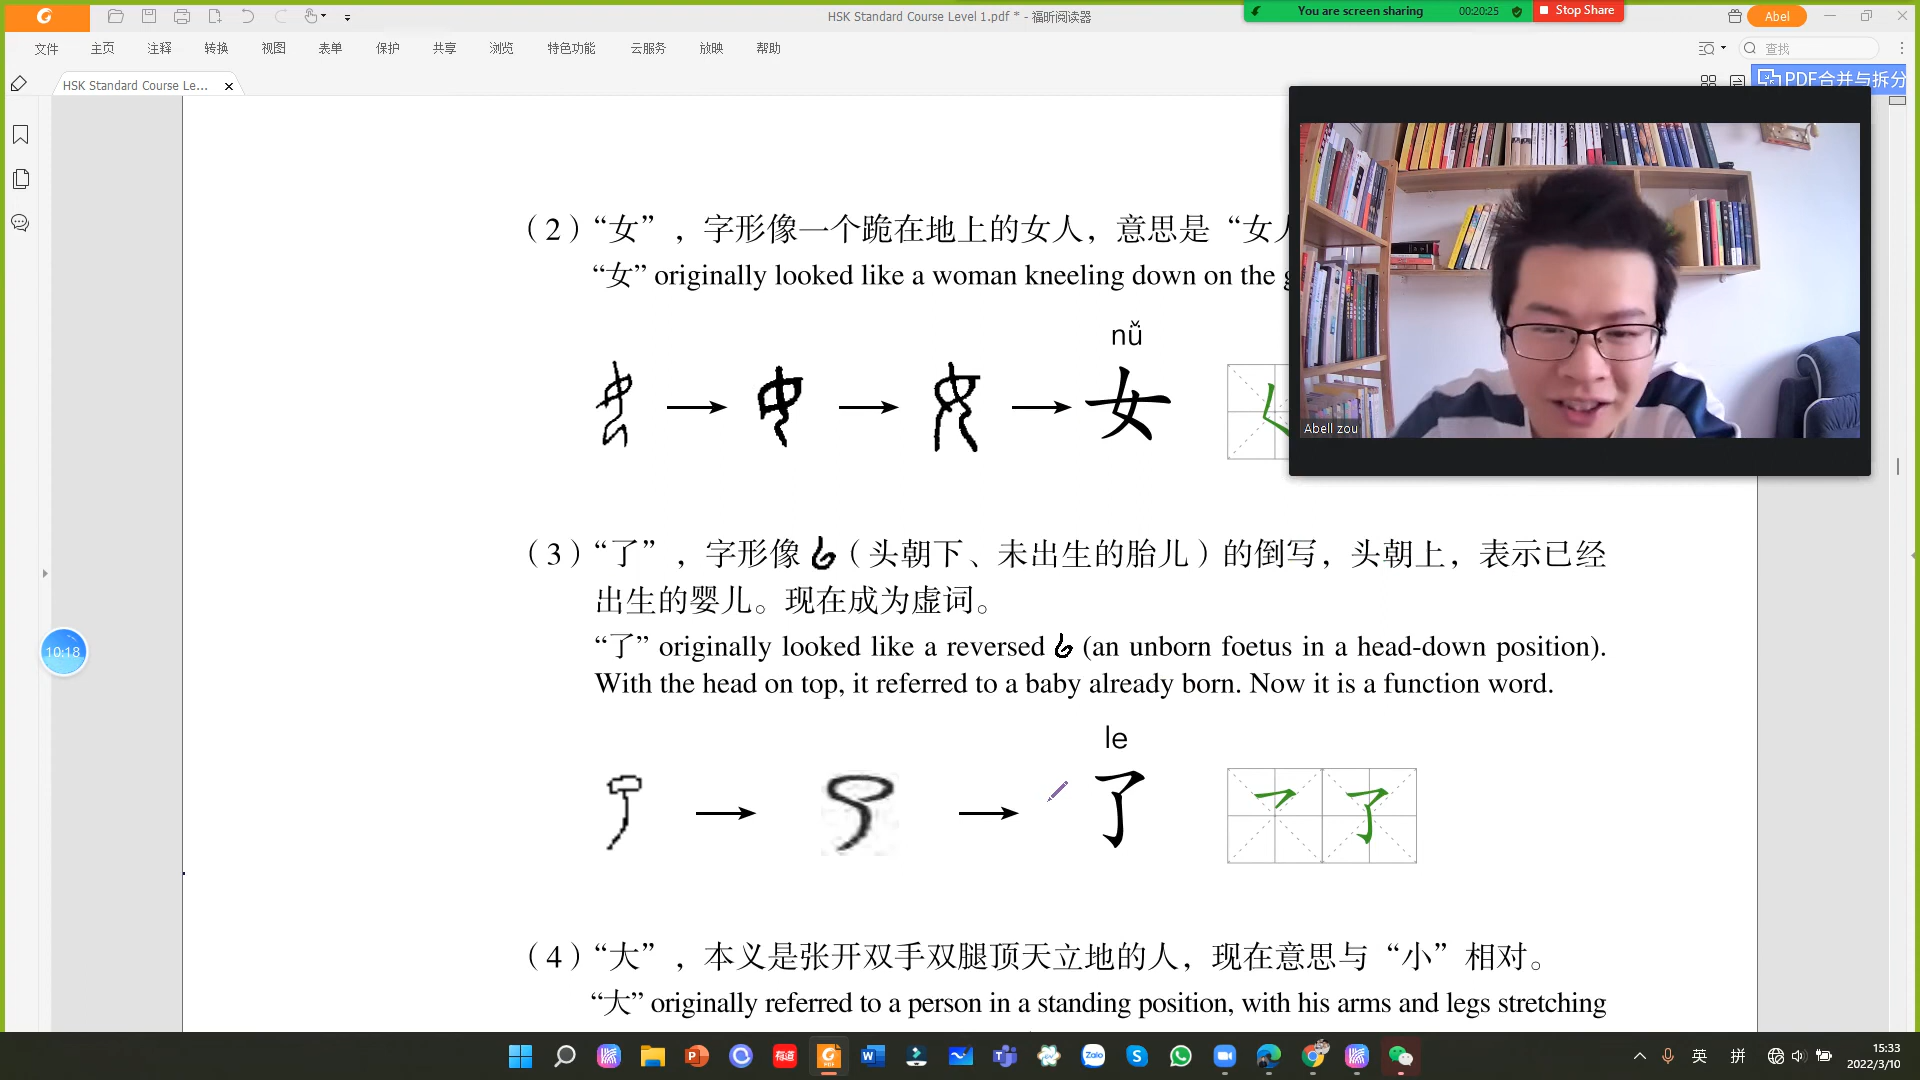 HSK Standard Course Level 1.pdf * - 福昕阅读器
You are screen sharing
00:20:25
Stop Share
Abel
文件 主页 注释 转换 视图 表单 保护 共享 浏览 特色功能 云服务 放映 帮助
查找
HSK Standard Course Le...
PDF合并与拆分
Abell zou
（2）“女”，字形像一个跪在地上的女人，意思是“女人
“女” originally looked like a woman kneeling down on the g
nǚ
女
（3）“了”，字形像（头朝下、未出生的胎儿）的倒写，头朝上，表示已经
出生的婴儿。现在成为虚词。
“了” originally looked like a reversed (an unborn foetus in a head-down position).
With the head on top, it referred to a baby already born. Now it is a function word.
10:18
le
了
了
（4）“大”，本义是张开双手双腿顶天立地的人，现在意思与“小”相对。
“大” originally referred to a person in a standing position, with his arms and legs stretching
有道
Zalo
英
拼
15:33
2022/3/10